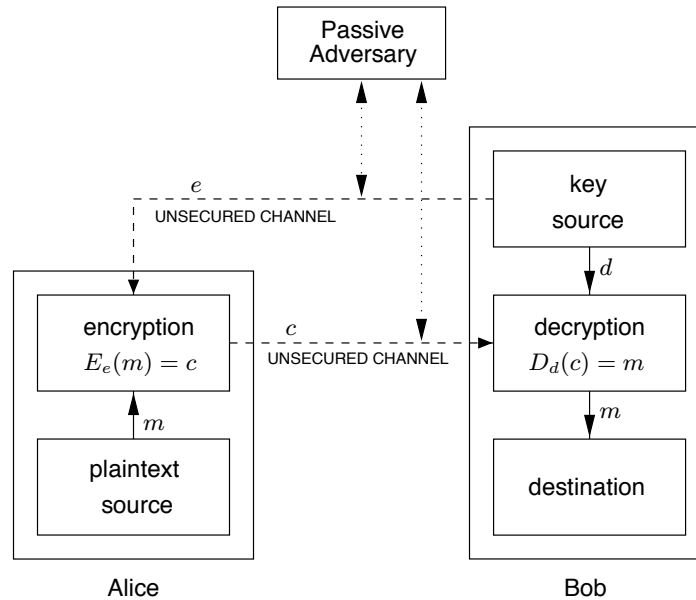 Passive
Adversary
e
UNSECURED CHANNEL
key
source
d
encryption
E_e(m) = c
c
UNSECURED CHANNEL
decryption
D_d(c) = m
m
m
plaintext
source
destination
Alice
Bob